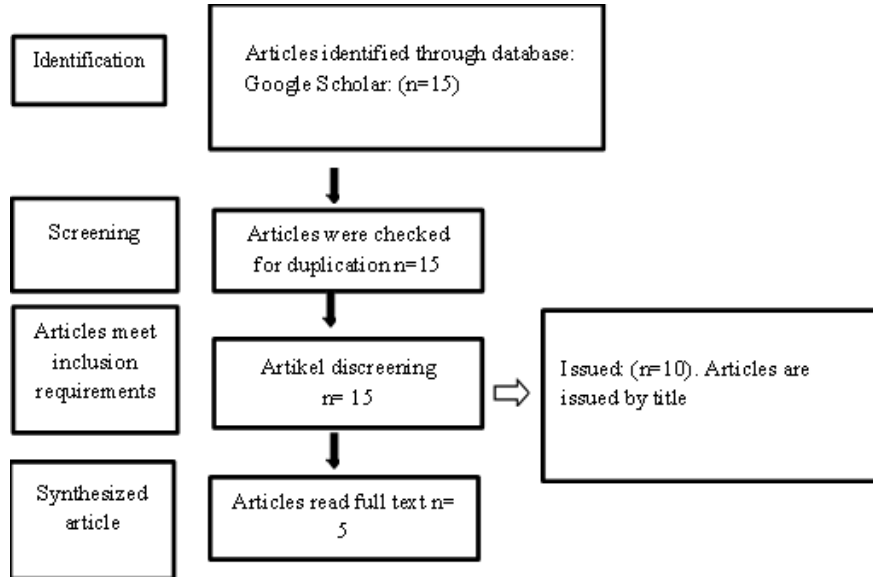 Identification
Articles identified through database:
Google Scholar: (n=15)
Screening
Articles were checked
for duplication n=15
Articles meet
inclusion
requirements
Artikel discreening
n= 15
Issued: (n=10). Articles are
issued by title
Synthesized
article
Articles read full text n=
5